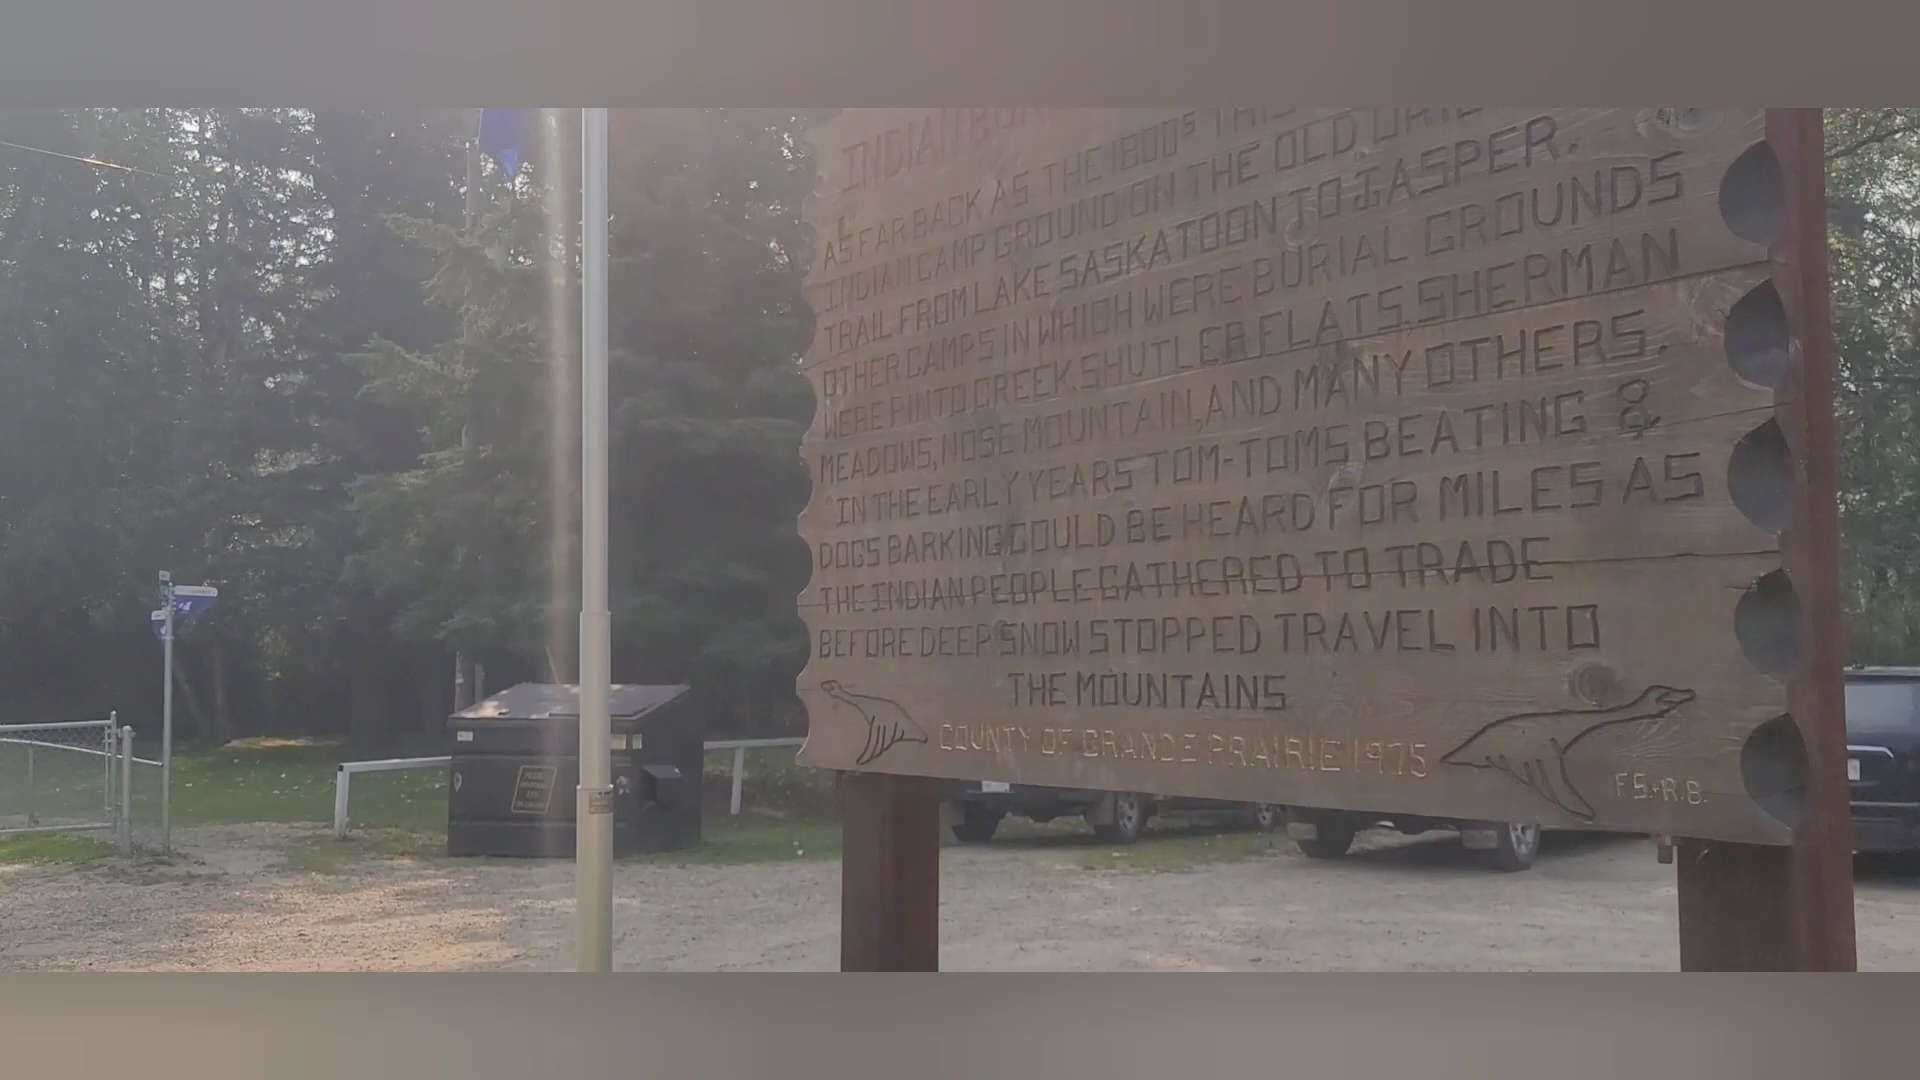 INDIAN
AS FAR BACK AS THE 1800S THIS
INDIAN CAMP GROUND ON THE OLD
TRAIL FROM LAKE SASKATOON TO JASPER.
OTHER CAMPS IN WHICH WERE BURIAL GROUNDS
WERE PINTO CREEK, SHUTLER FLATS, SHERMAN
MEADOWS, NOSE MOUNTAIN, AND MANY OTHERS.
IN THE EARLY YEARS TOM-TOMS BEATING &
DOGS BARKING COULD BE HEARD FOR MILES AS
THE INDIAN PEOPLE GATHERED TO TRADE
BEFORE DEEP SNOW STOPPED TRAVEL INTO
THE MOUNTAINS
COUNTY OF GRANDE PRAIRIE 1975
F.S.+R.B.